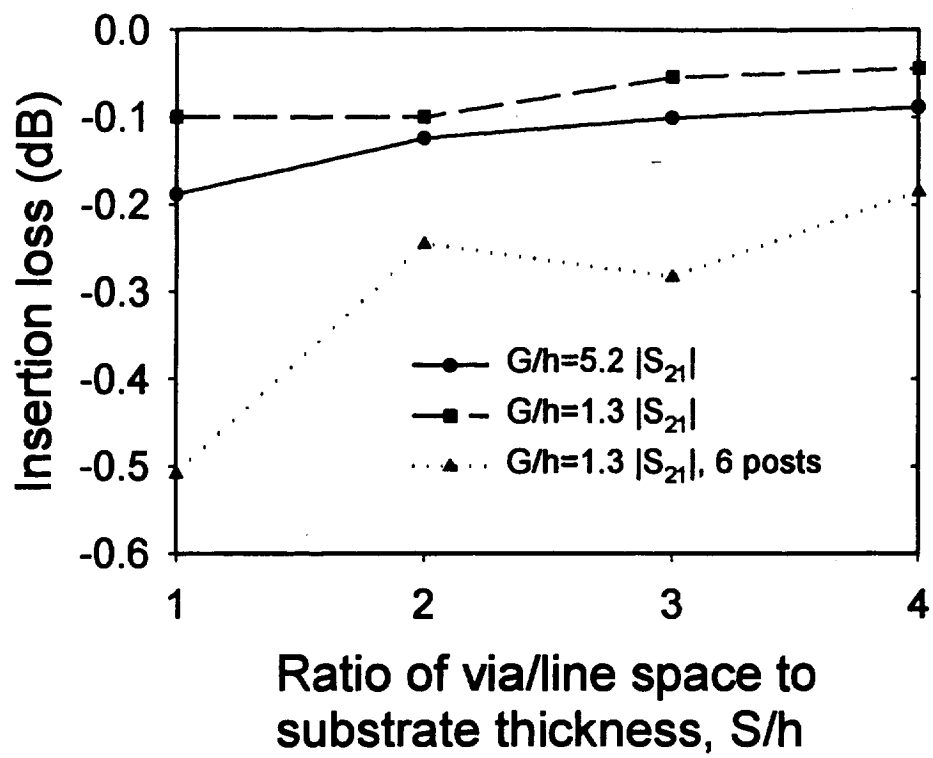 0.0
-0.1
-0.2
-0.3
-0.4
-0.5
-0.6
Insertion loss (dB)
G/h=5.2 |S21|
G/h=1.3 |S21|
G/h=1.3 |S21|, 6 posts
1 2 3 4
Ratio of via/line space to
substrate thickness, S/h